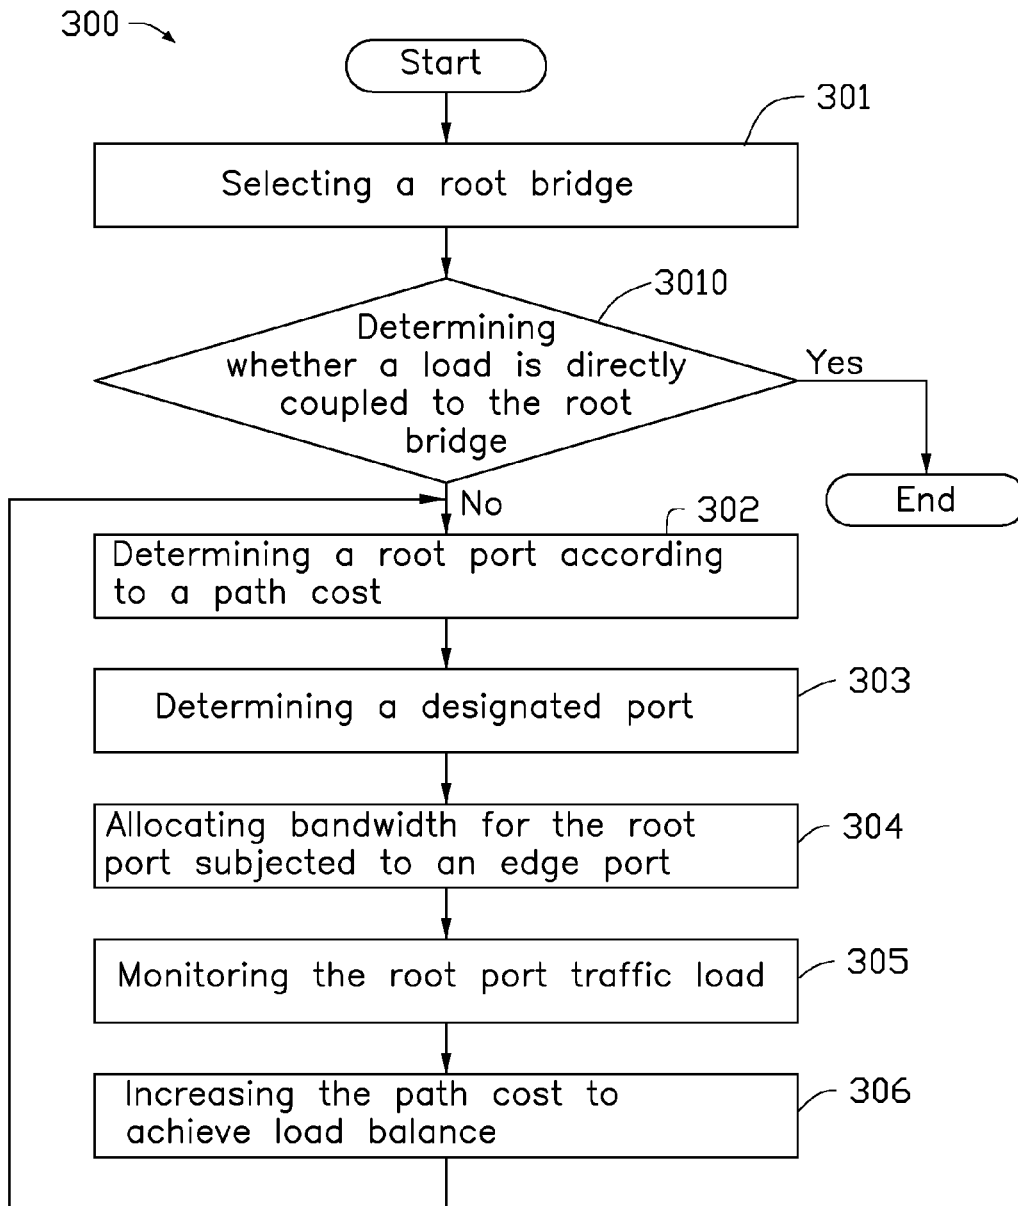 300
Start
301
Selecting a root bridge
3010
Determining
whether a load is directly
coupled to the root
bridge
Yes
End
No
302
Determining a root port according
to a path cost
303
Determining a designated port
304
Allocating bandwidth for the root
port subjected to an edge port
305
Monitoring the root port traffic load
306
Increasing the path cost to
achieve load balance